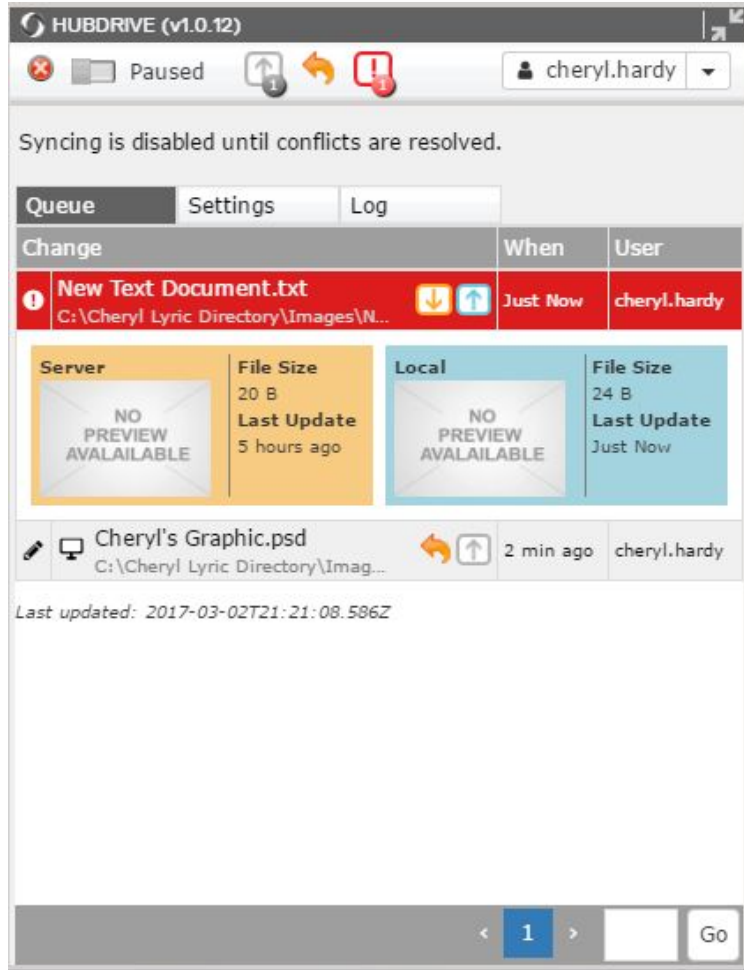 HUBDRIVE (v1.0.12)
Paused 1 1 cheryl.hardy
Syncing is disabled until conflicts are resolved.
Queue Settings Log
Change When User
New Text Document.txt Just Now cheryl.hardy
C:\Cheryl Lyric Directory\Images\N...
Server File Size Local File Size
20 B 24 B
NO PREVIEW AVALAILABLE Last Update NO PREVIEW AVALAILABLE Last Update
5 hours ago Just Now
Cheryl's Graphic.psd 2 min ago cheryl.hardy
C:\Cheryl Lyric Directory\Imag...
Last updated: 2017-03-02T21:21:08.586Z
‹ 1 › Go